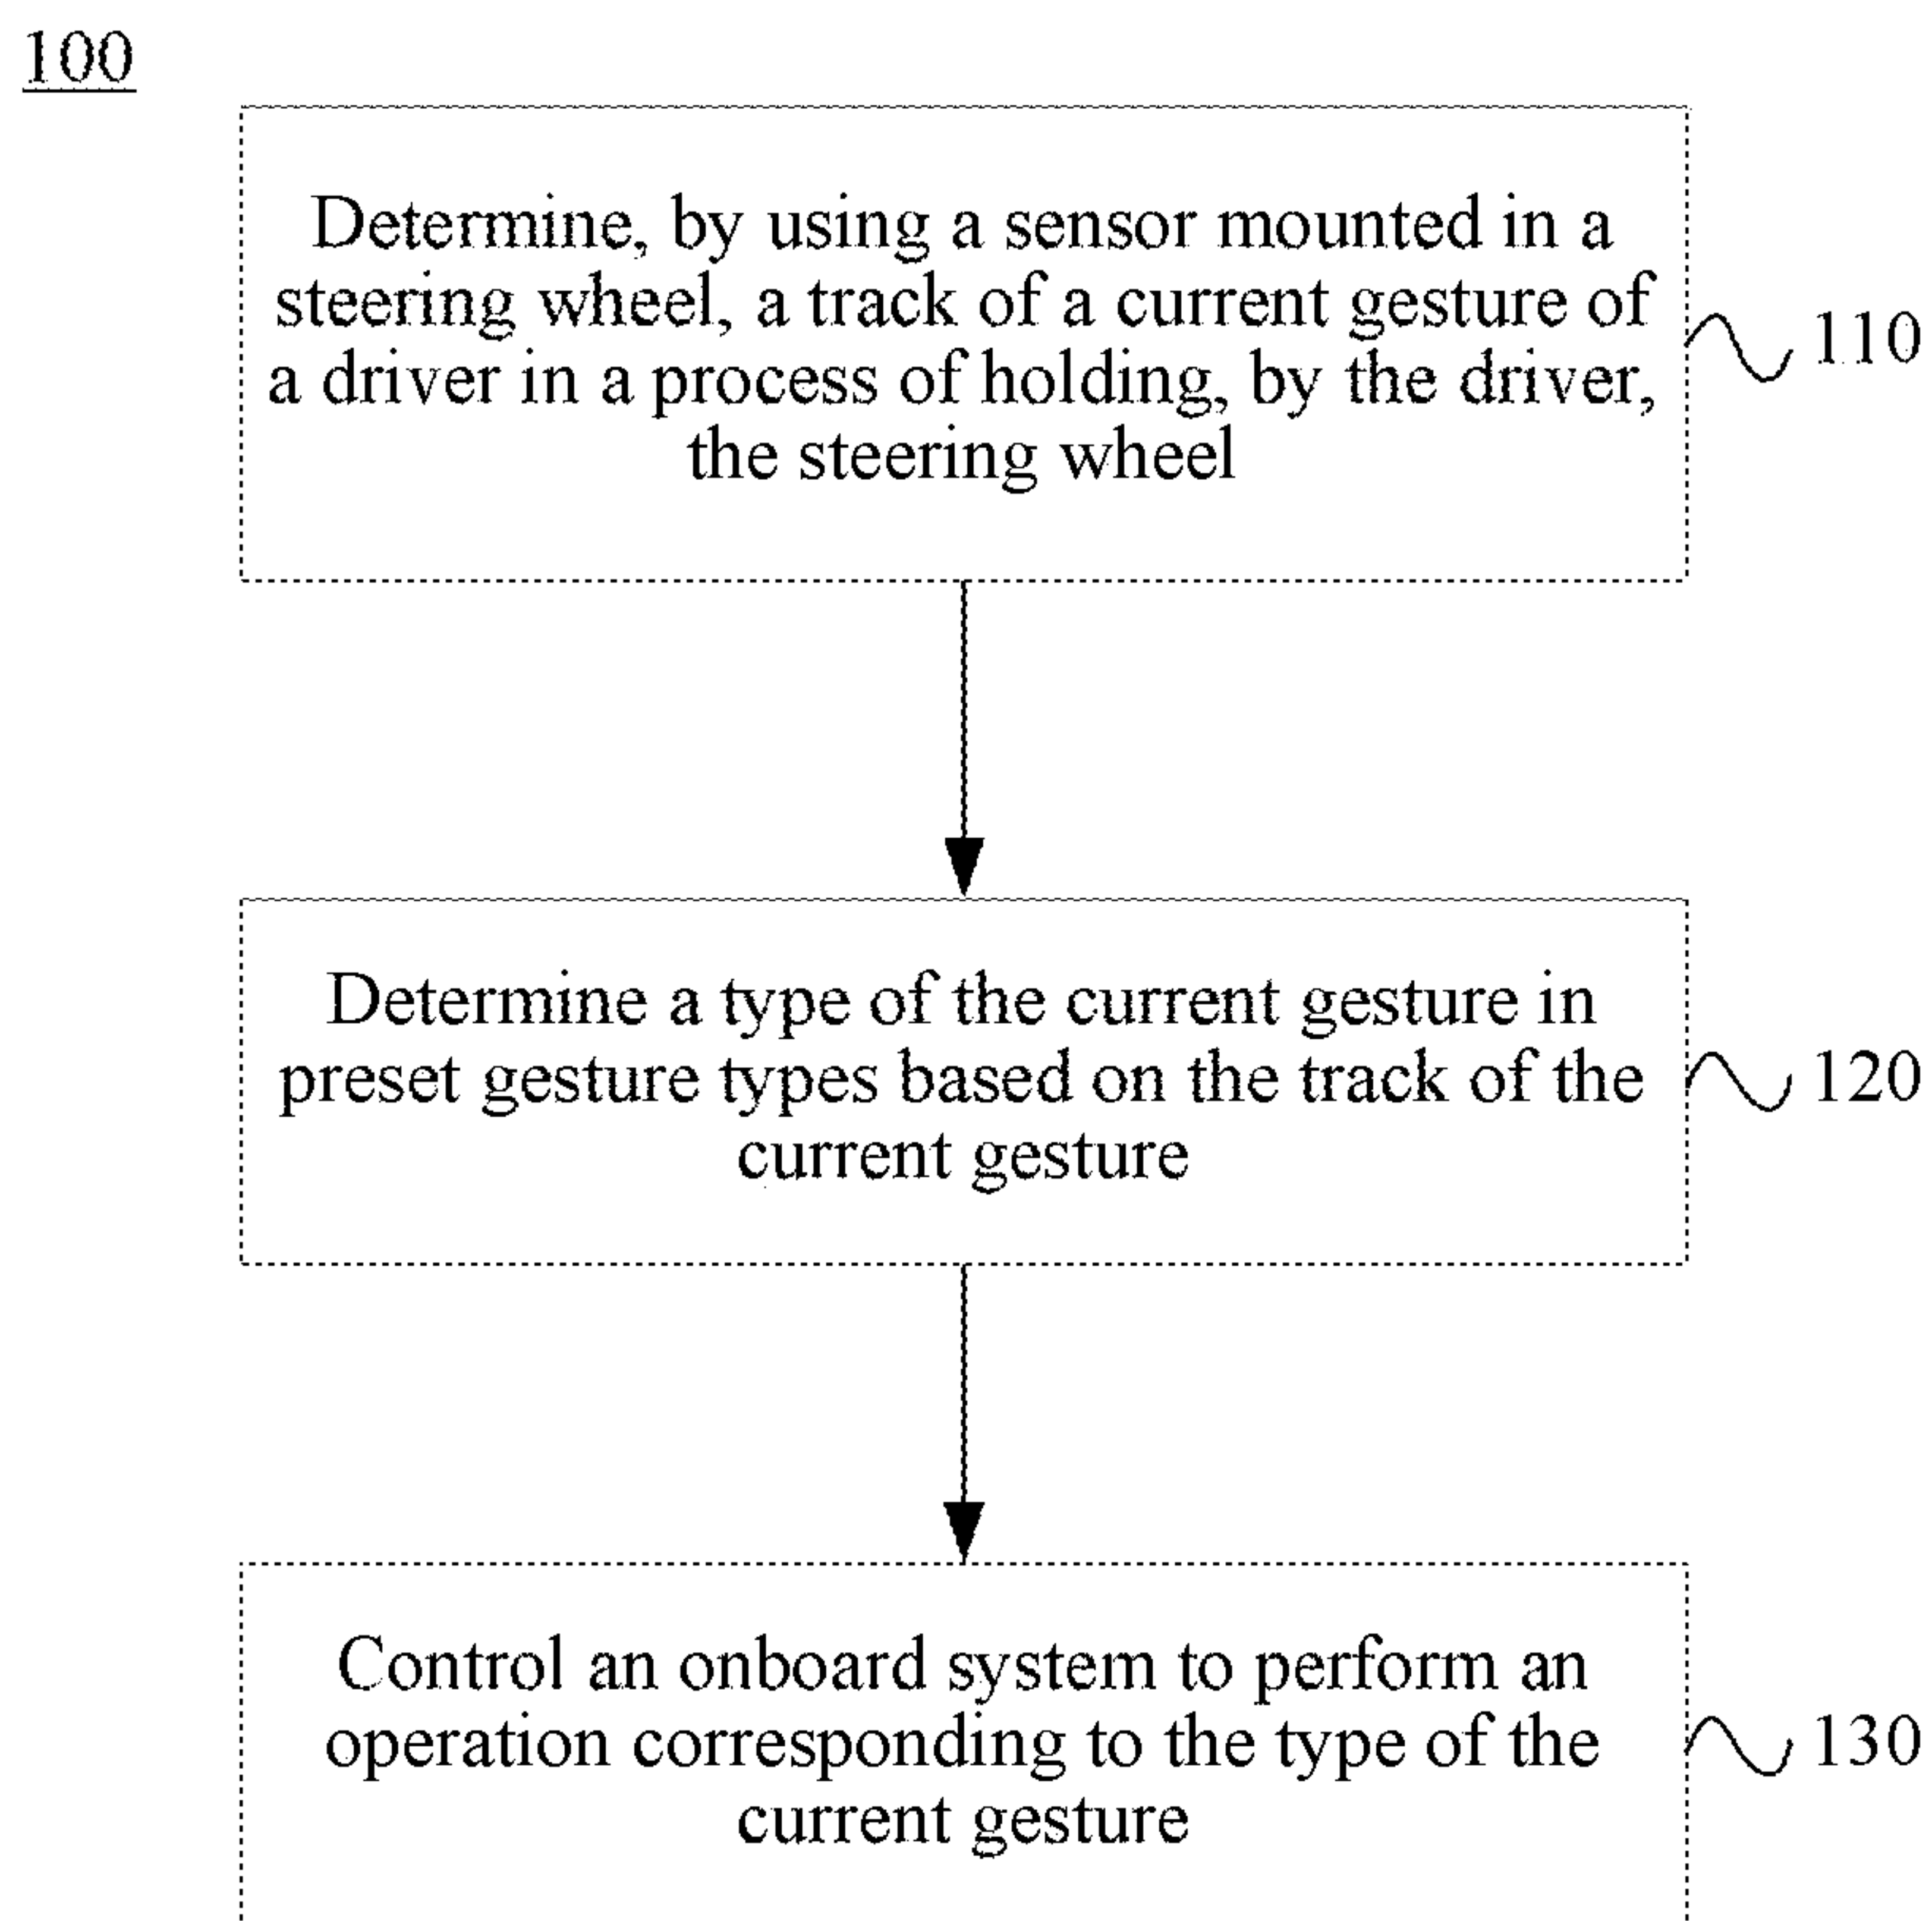 100
Determine, by using a sensor mounted in a
steering wheel, a track of a current gesture of
a driver in a process of holding, by the driver,
the steering wheel
110
Determine a type of the current gesture in
preset gesture types based on the track of the
current gesture
120
Control an onboard system to perform an
operation corresponding to the type of the
current gesture
130